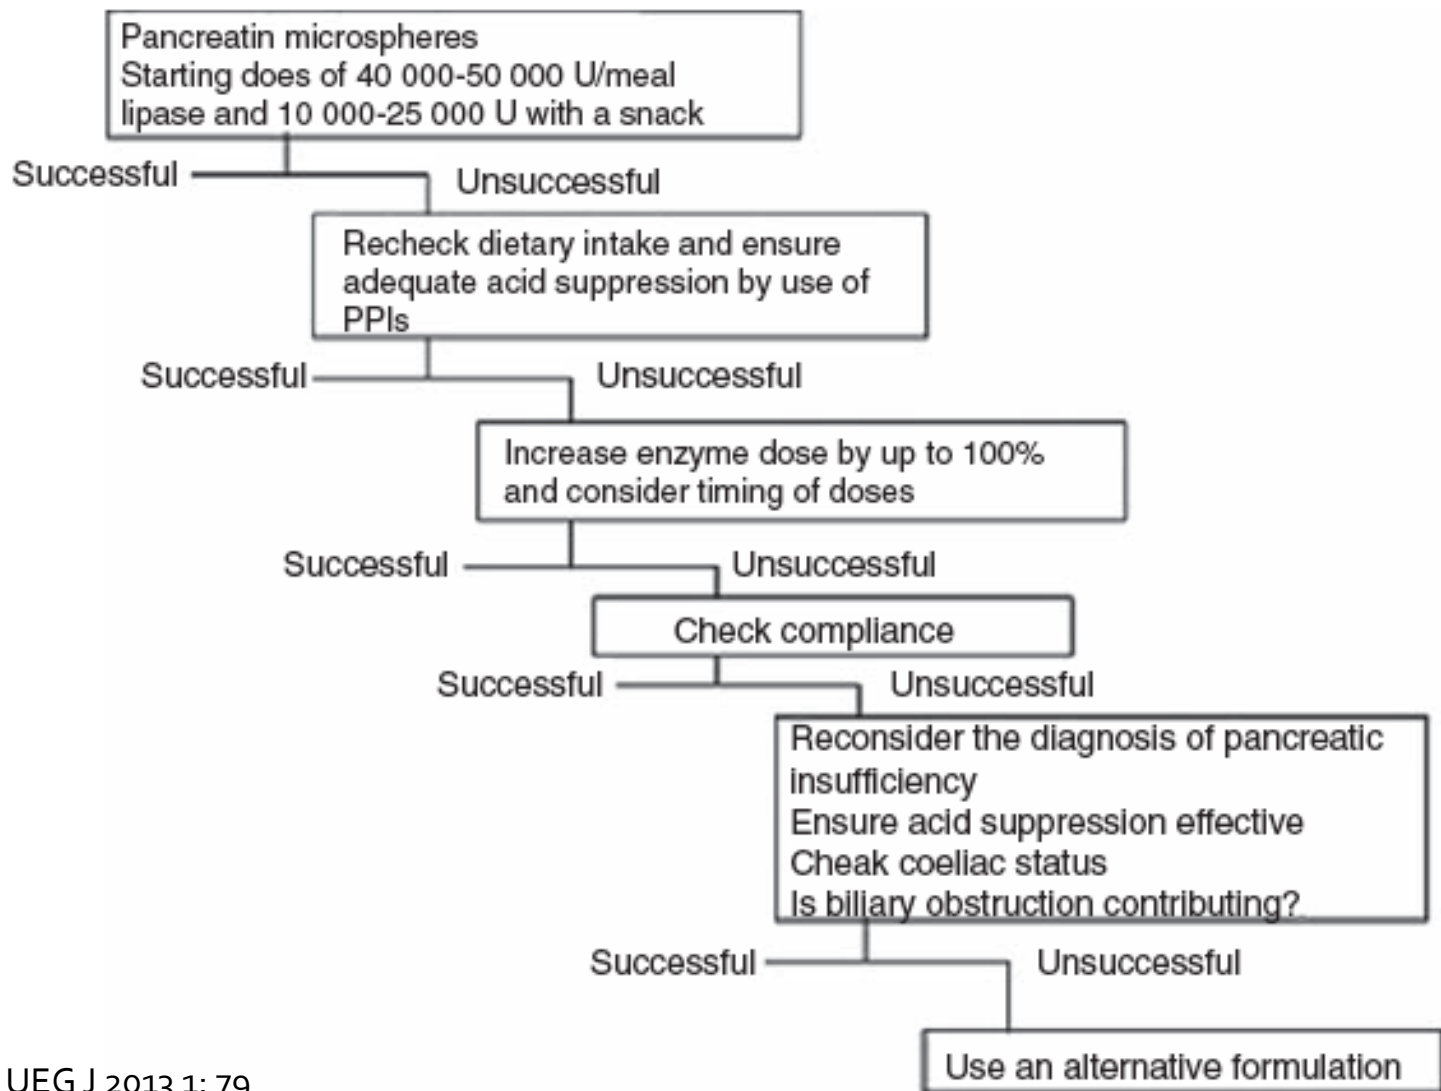 Pancreatin microspheres
Starting does of 40 000-50 000 U/meal
lipase and 10 000-25 000 U with a snack
Successful
Unsuccessful
Recheck dietary intake and ensure
adequate acid suppression by use of
PPIs
Successful
Unsuccessful
Increase enzyme dose by up to 100%
and consider timing of doses
Successful
Unsuccessful
Check compliance
Successful
Unsuccessful
Reconsider the diagnosis of pancreatic
insufficiency
Ensure acid suppression effective
Cheak coeliac status
Is biliary obstruction contributing?
Successful
Unsuccessful
Use an alternative formulation
UEG J 2013 1: 79